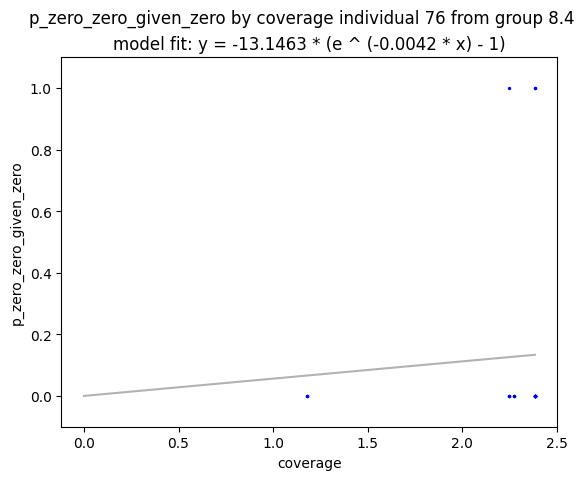 p_zero_zero_given_zero by coverage individual 76 from group 8.4
model fit: y = -13.1463 * (e ^ (-0.0042 * x) - 1)
1.0
0.8
0.6
0.4
0.2
0.0
p_zero_zero_given_zero
0.0 0.5 1.0 1.5 2.0 2.5
coverage